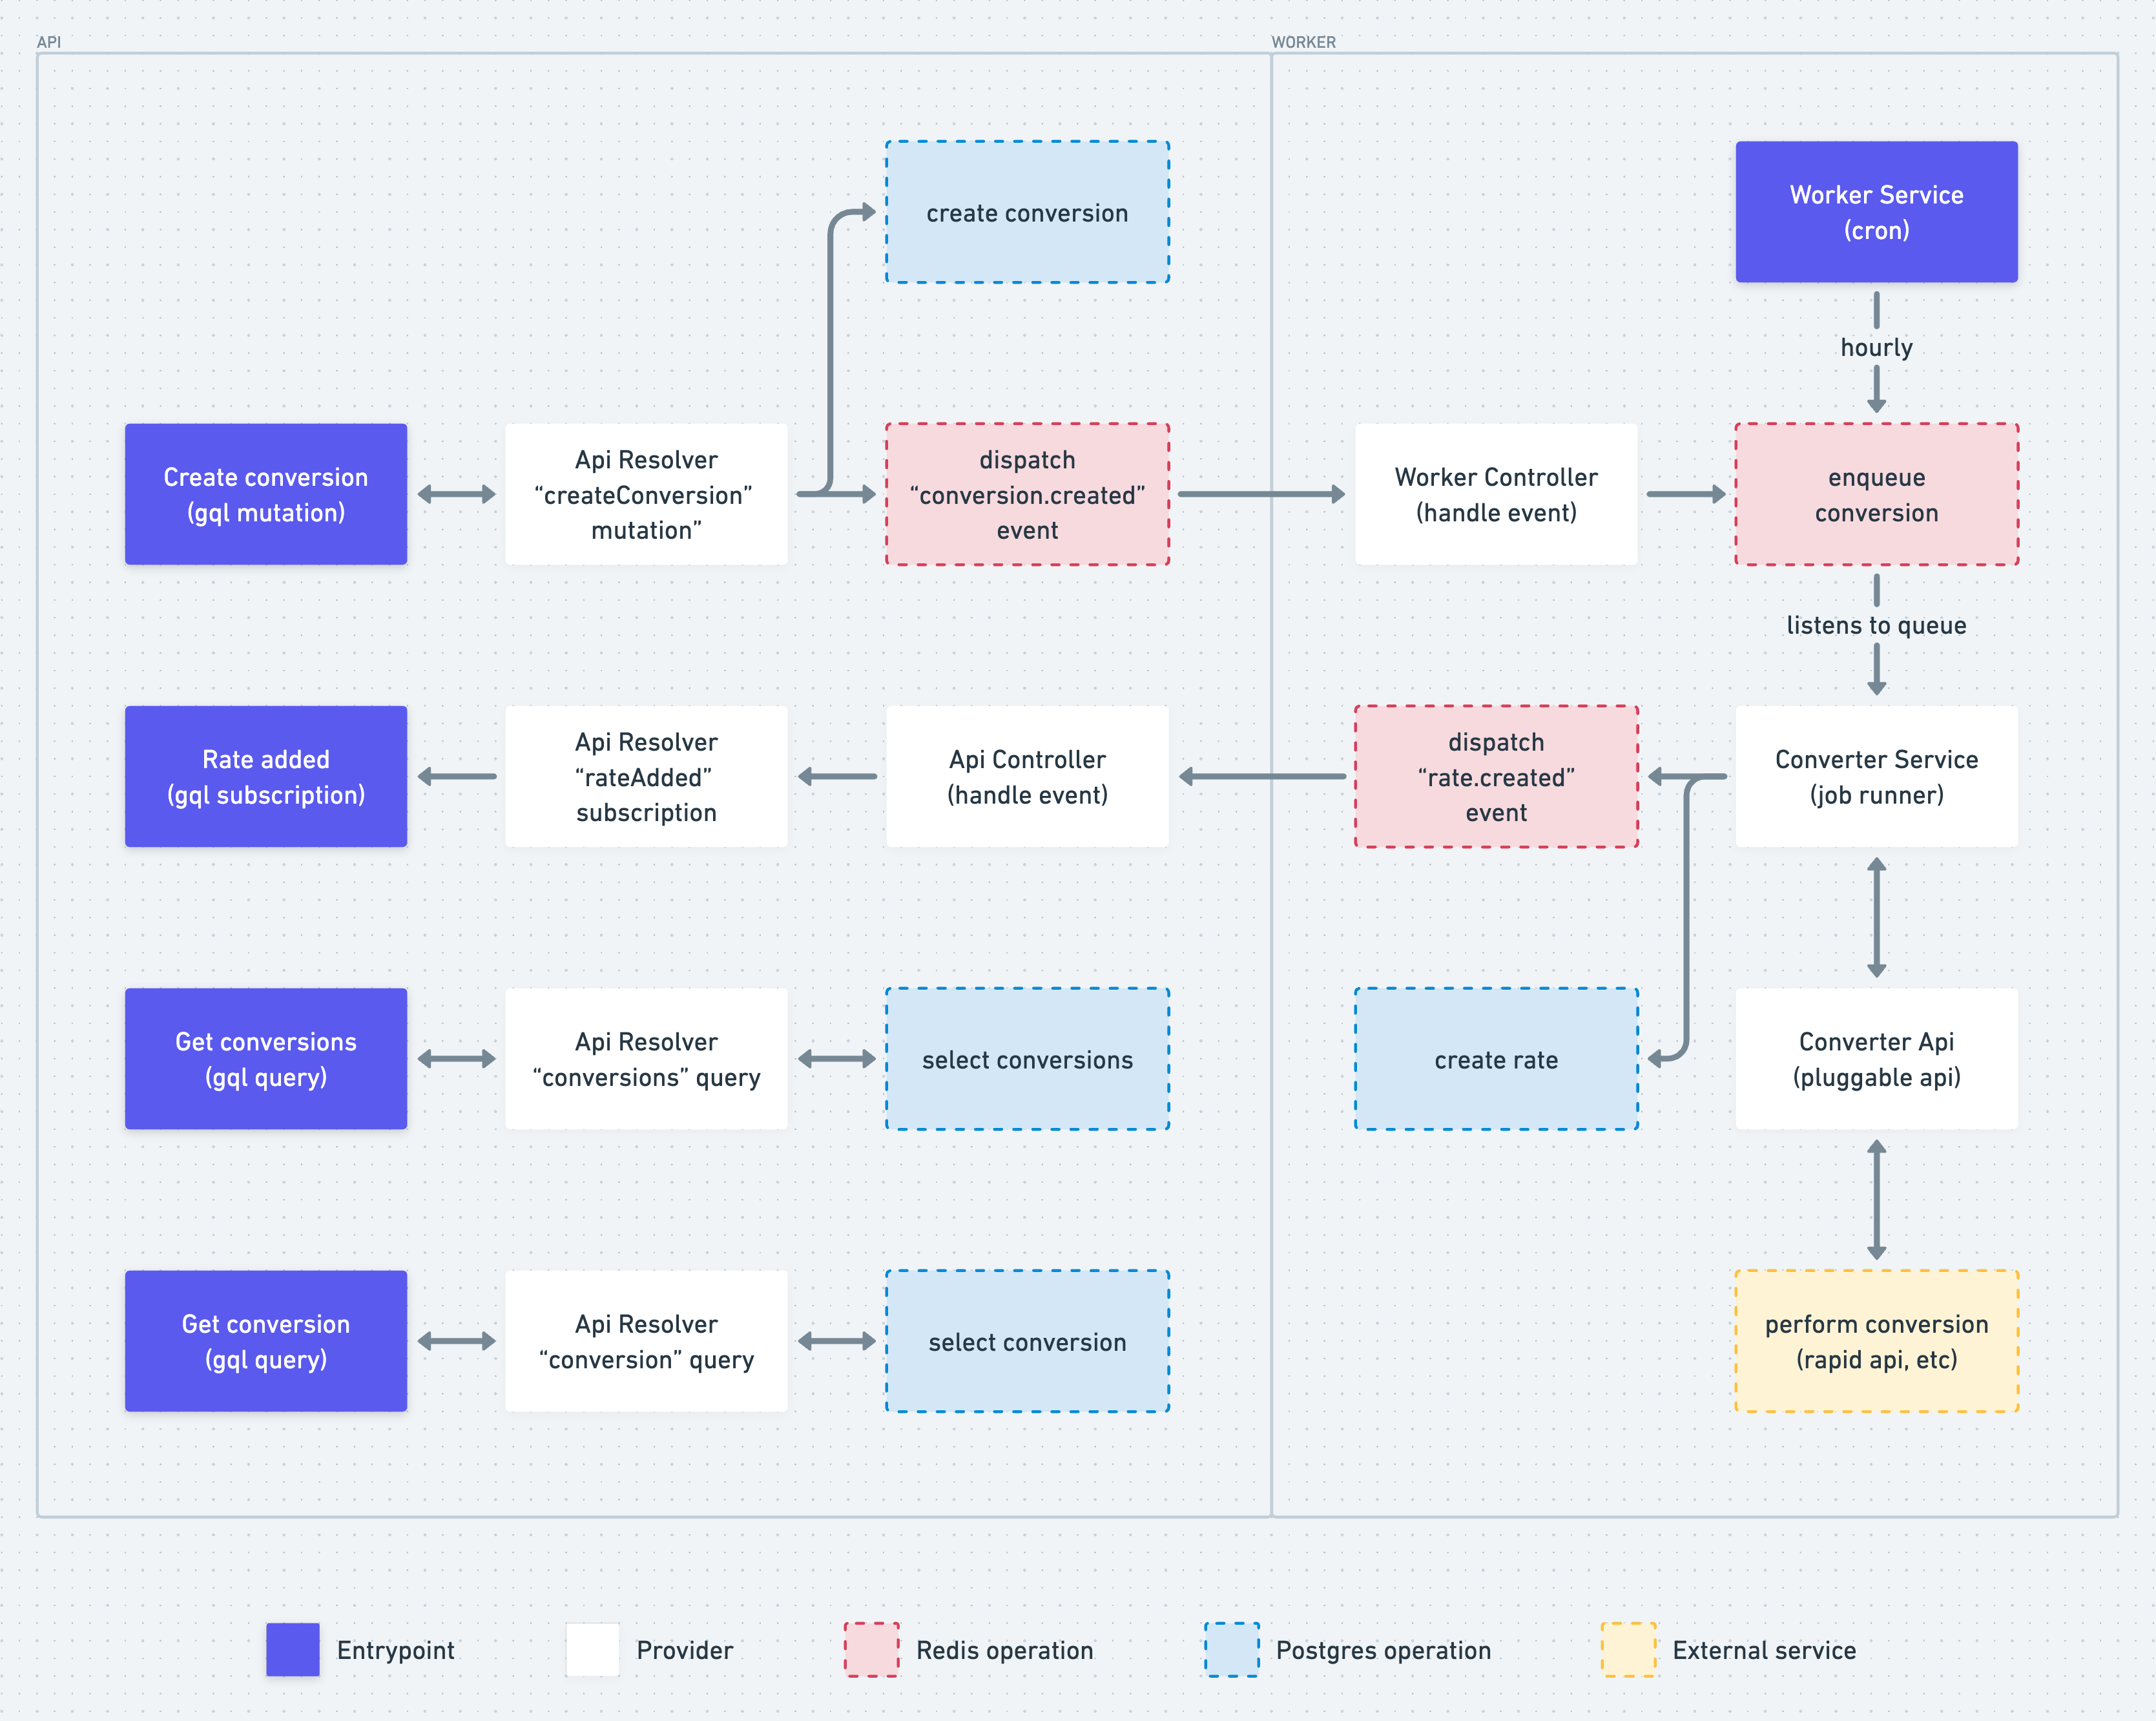 API
WORKER
create conversion
Worker Service
(cron)
hourly
Create conversion
(gql mutation)
Api Resolver
“createConversion”
mutation”
dispatch
“conversion.created”
event
Worker Controller
(handle event)
enqueue
conversion
listens to queue
Rate added
(gql subscription)
Api Resolver
“rateAdded”
subscription
Api Controller
(handle event)
dispatch
“rate.created”
event
Converter Service
(job runner)
Get conversions
(gql query)
Api Resolver
“conversions” query
select conversions
create rate
Converter Api
(pluggable api)
Get conversion
(gql query)
Api Resolver
“conversion” query
select conversion
perform conversion
(rapid api, etc)
Entrypoint
Provider
Redis operation
Postgres operation
External service